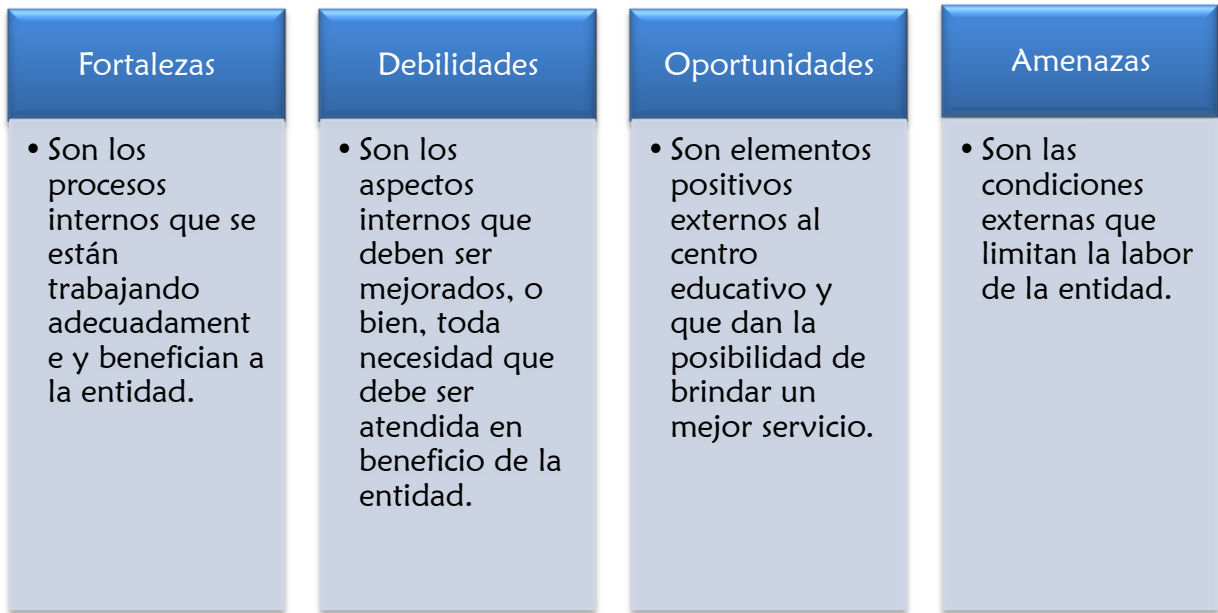 Fortalezas
• Son los
procesos
internos que se
están
trabajando
adecuadament
e y benefician a
la entidad.
Debilidades
• Son los
aspectos
internos que
deben ser
mejorados, o
bien, toda
necesidad que
debe ser
atendida en
beneficio de la
entidad.
Oportunidades
• Son elementos
positivos
externos al
centro
educativo y
que dan la
posibilidad de
brindar un
mejor servicio.
Amenazas
• Son las
condiciones
externas que
limitan la labor
de la entidad.